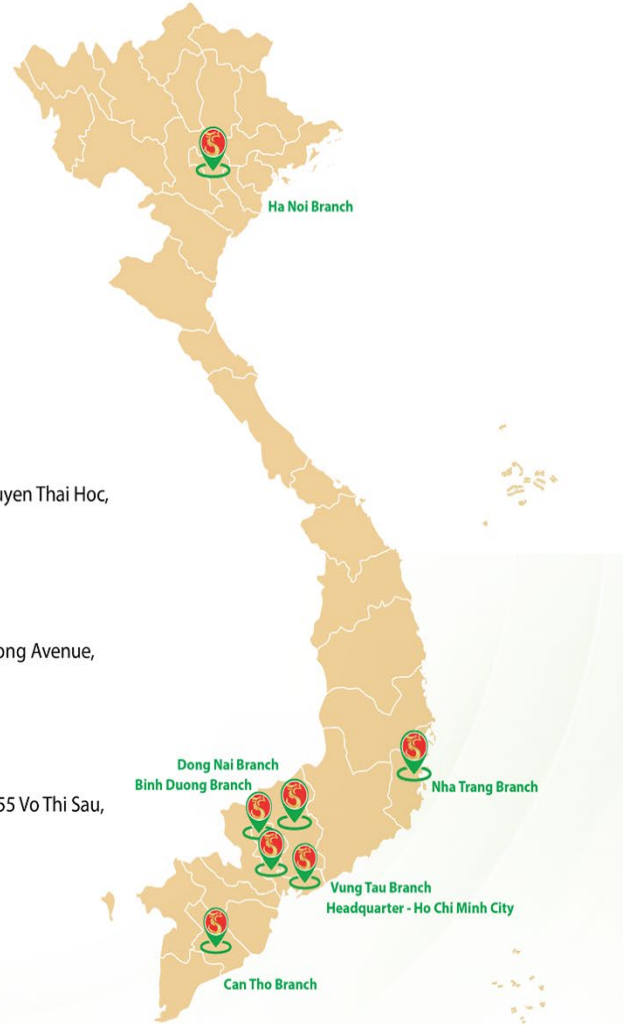 Ha Noi Branch
uyen Thai Hoc,
ong Avenue,
Dong Nai Branch
Binh Duong Branch
Nha Trang Branch
55 Vo Thi Sau,
Vung Tau Branch
Headquarter - Ho Chi Minh City
Can Tho Branch